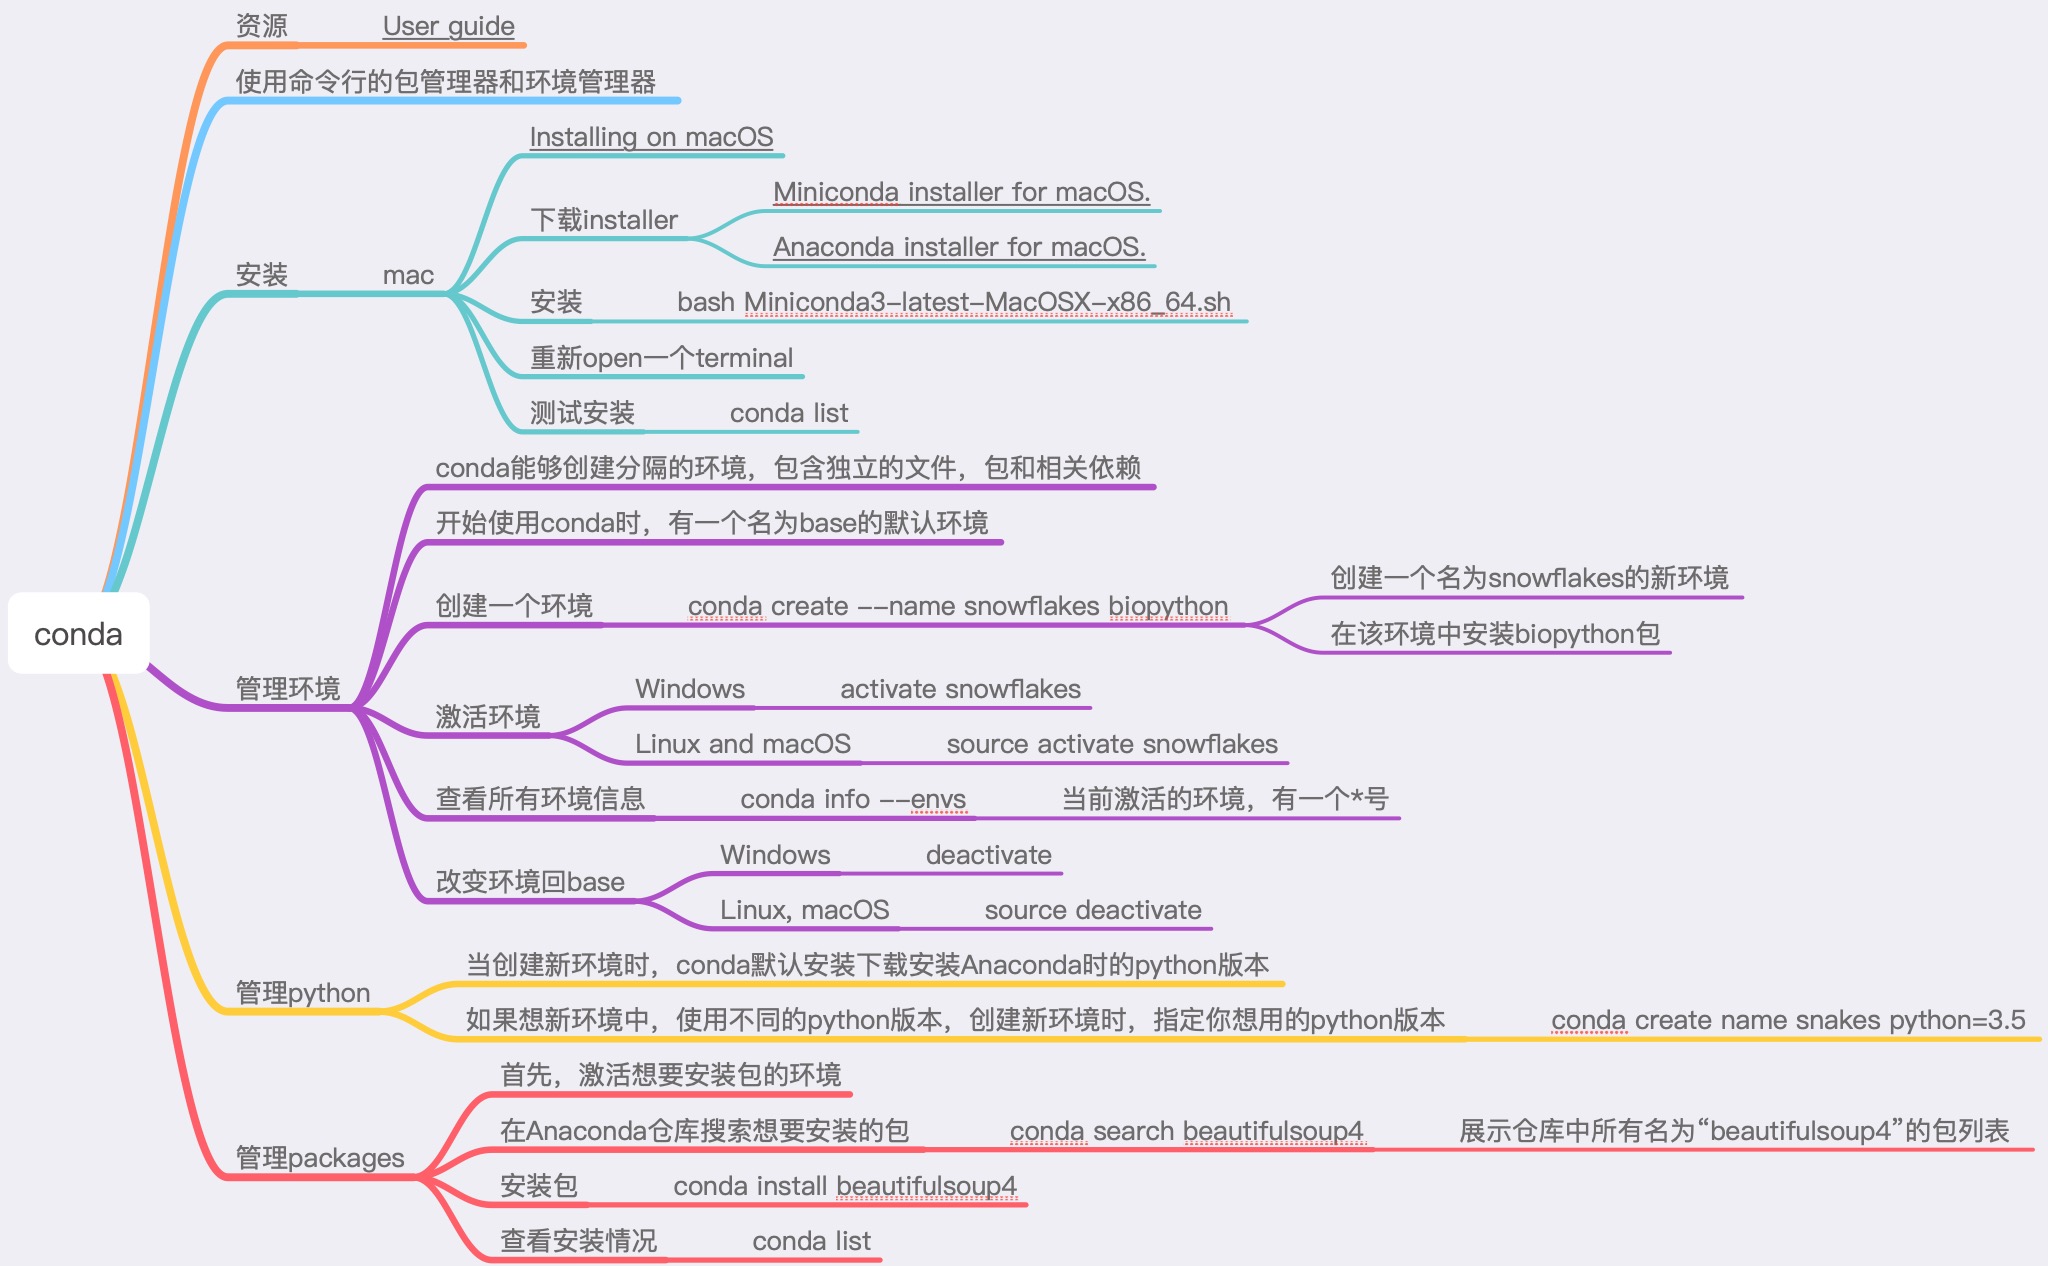 资源
User guide
使用命令行的包管理器和环境管理器
安装
mac
Installing on macOS
下载installer
Miniconda installer for macOS.
Anaconda installer for macOS.
安装
bash Miniconda3-latest-MacOSX-x86_64.sh
重新open一个terminal
测试安装
conda list
conda
管理环境
conda能够创建分隔的环境，包含独立的文件，包和相关依赖
开始使用conda时，有一个名为base的默认环境
创建一个环境
conda create --name snowflakes biopython
创建一个名为snowflakes的新环境
在该环境中安装biopython包
激活环境
Windows
activate snowflakes
Linux and macOS
source activate snowflakes
查看所有环境信息
conda info --envs
当前激活的环境，有一个*号
改变环境回base
Windows
deactivate
Linux, macOS
source deactivate
管理python
当创建新环境时，conda默认安装下载安装Anaconda时的python版本
如果想新环境中，使用不同的python版本，创建新环境时，指定你想用的python版本
conda create name snakes python=3.5
管理packages
首先，激活想要安装包的环境
在Anaconda仓库搜索想要安装的包
conda search beautifulsoup4
展示仓库中所有名为“beautifulsoup4”的包列表
安装包
conda install beautifulsoup4
查看安装情况
conda list